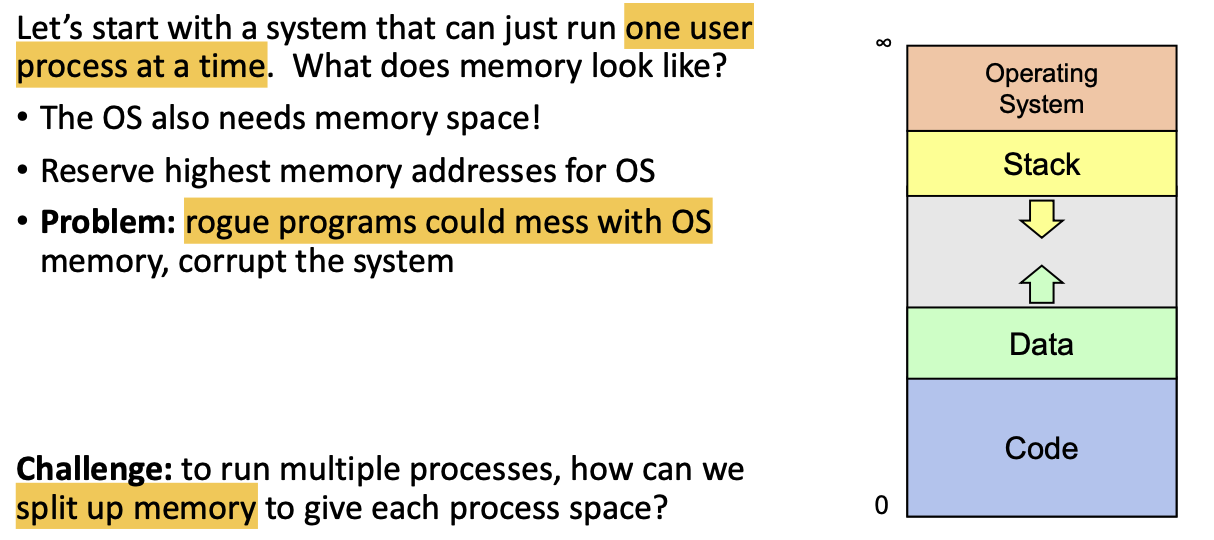 Let’s start with a system that can just run one user
process at a time.  What does memory look like?
• The OS also needs memory space!
• Reserve highest memory addresses for OS
• Problem: rogue programs could mess with OS
memory, corrupt the system
Challenge: to run multiple processes, how can we
split up memory to give each process space?
∞
Operating
System
Stack
Data
Code
0